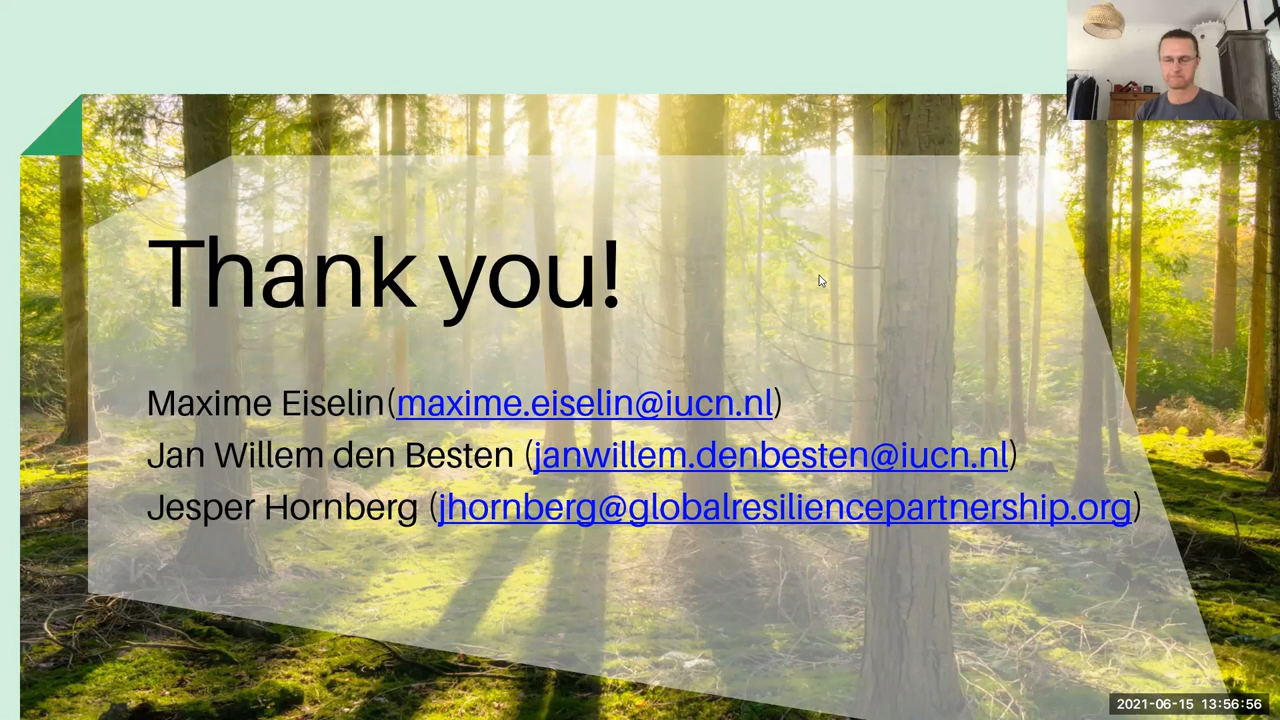 Thank you!
Maxime Eiselin(maxime.eiselin@iucn.nl)
Jan Willem den Besten (janwillem.denbesten@iucn.nl)
Jesper Hornberg (jhornberg@globalresiliencepartnership.org)
2021-06-15 13:56:56